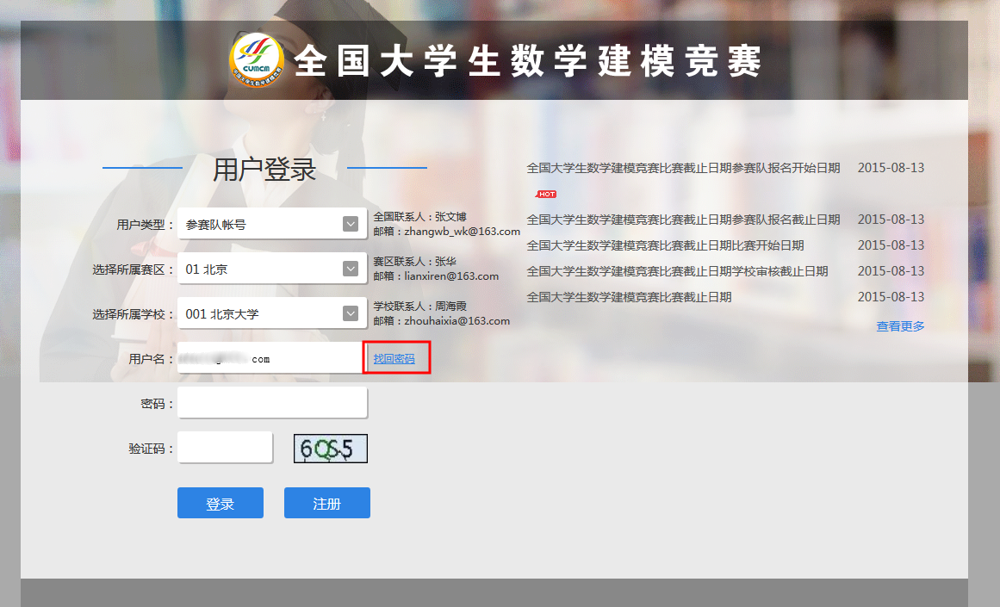 CUMCM
全国大学生数学建模竞赛
用户登录
用户类型：
参赛队帐号
全国联系人：张文博
邮箱：zhangwb_wk@163.com
选择所属赛区：
01 北京
赛区联系人：张华
邮箱：lianxiren@163.com
选择所属学校：
001 北京大学
学校联系人：周海霞
邮箱：zhouhaixia@163.com
用户名：
com
找回密码
密码：
验证码：
6QS5
登录
注册
全国大学生数学建模竞赛比赛截止日期参赛队报名开始日期 2015-08-13
HOT
全国大学生数学建模竞赛比赛截止日期参赛队报名截止日期 2015-08-13
全国大学生数学建模竞赛比赛截止日期比赛开始日期 2015-08-13
全国大学生数学建模竞赛比赛截止日期学校审核截止日期 2015-08-13
全国大学生数学建模竞赛比赛截止日期 2015-08-13
查看更多